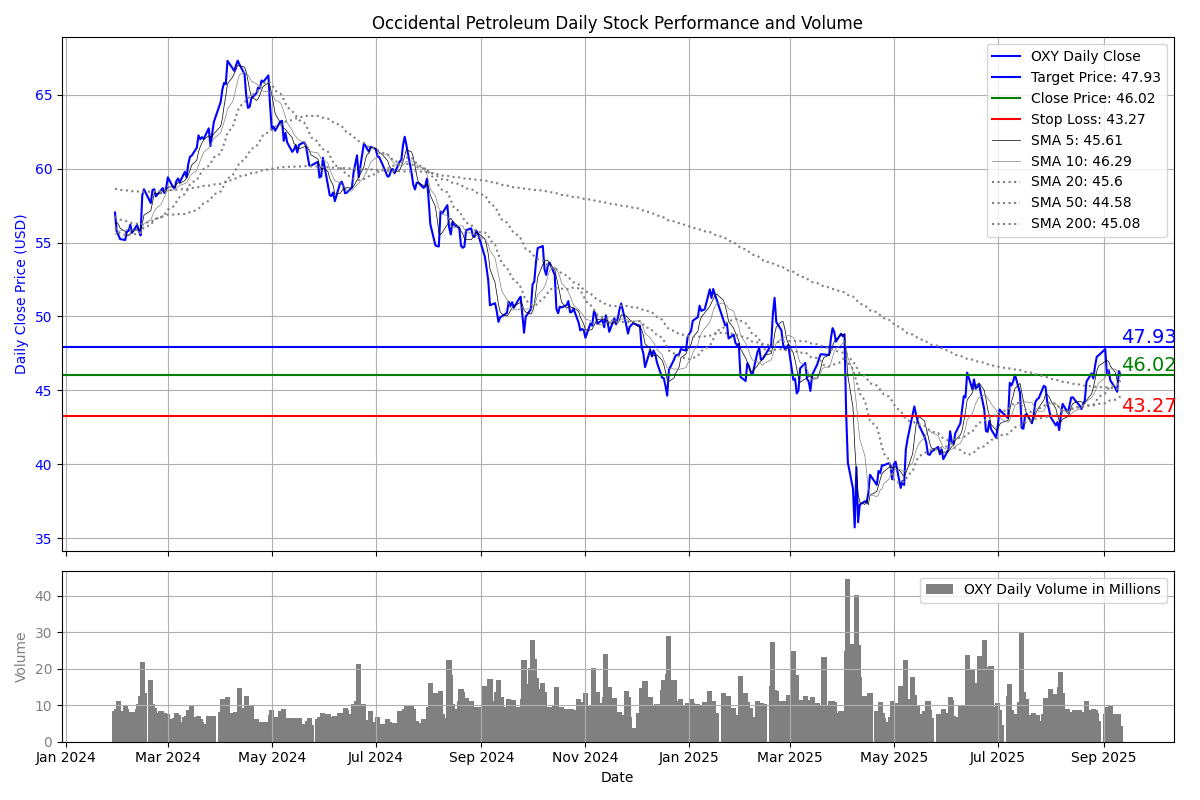 Occidental Petroleum Daily Stock Performance and Volume
Daily Close Price (USD)
65
60
55
50
45
40
35
OXY Daily Close
Target Price: 47.93
Close Price: 46.02
Stop Loss: 43.27
SMA 5: 45.61
SMA 10: 46.29
SMA 20: 45.6
SMA 50: 44.58
SMA 200: 45.08
47.93
46.02
43.27
Volume
40
30
20
10
0
OXY Daily Volume in Millions
Jan 2024 Mar 2024 May 2024 Jul 2024 Sep 2024 Nov 2024 Jan 2025 Mar 2025 May 2025 Jul 2025 Sep 2025
Date